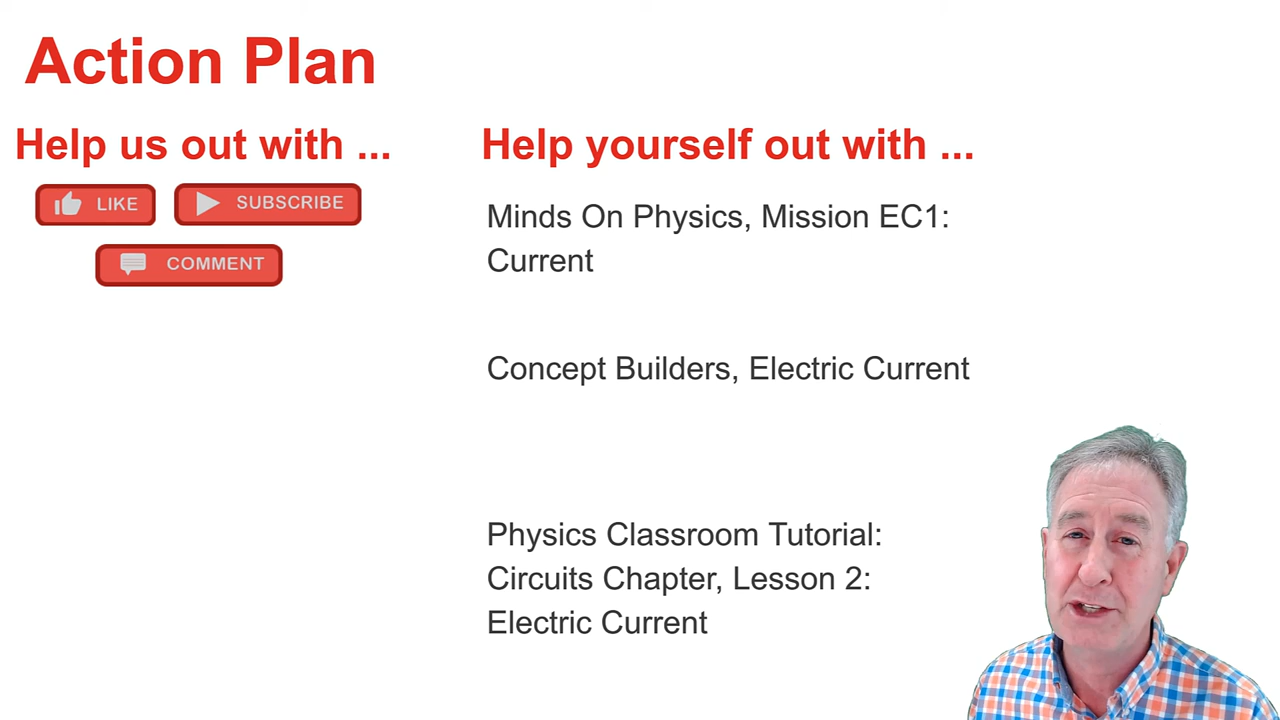 Action Plan
Help us out with ...
LIKE
SUBSCRIBE
COMMENT
Help yourself out with ...
Minds On Physics, Mission EC1:
Current
Concept Builders, Electric Current
Physics Classroom Tutorial:
Circuits Chapter, Lesson 2:
Electric Current